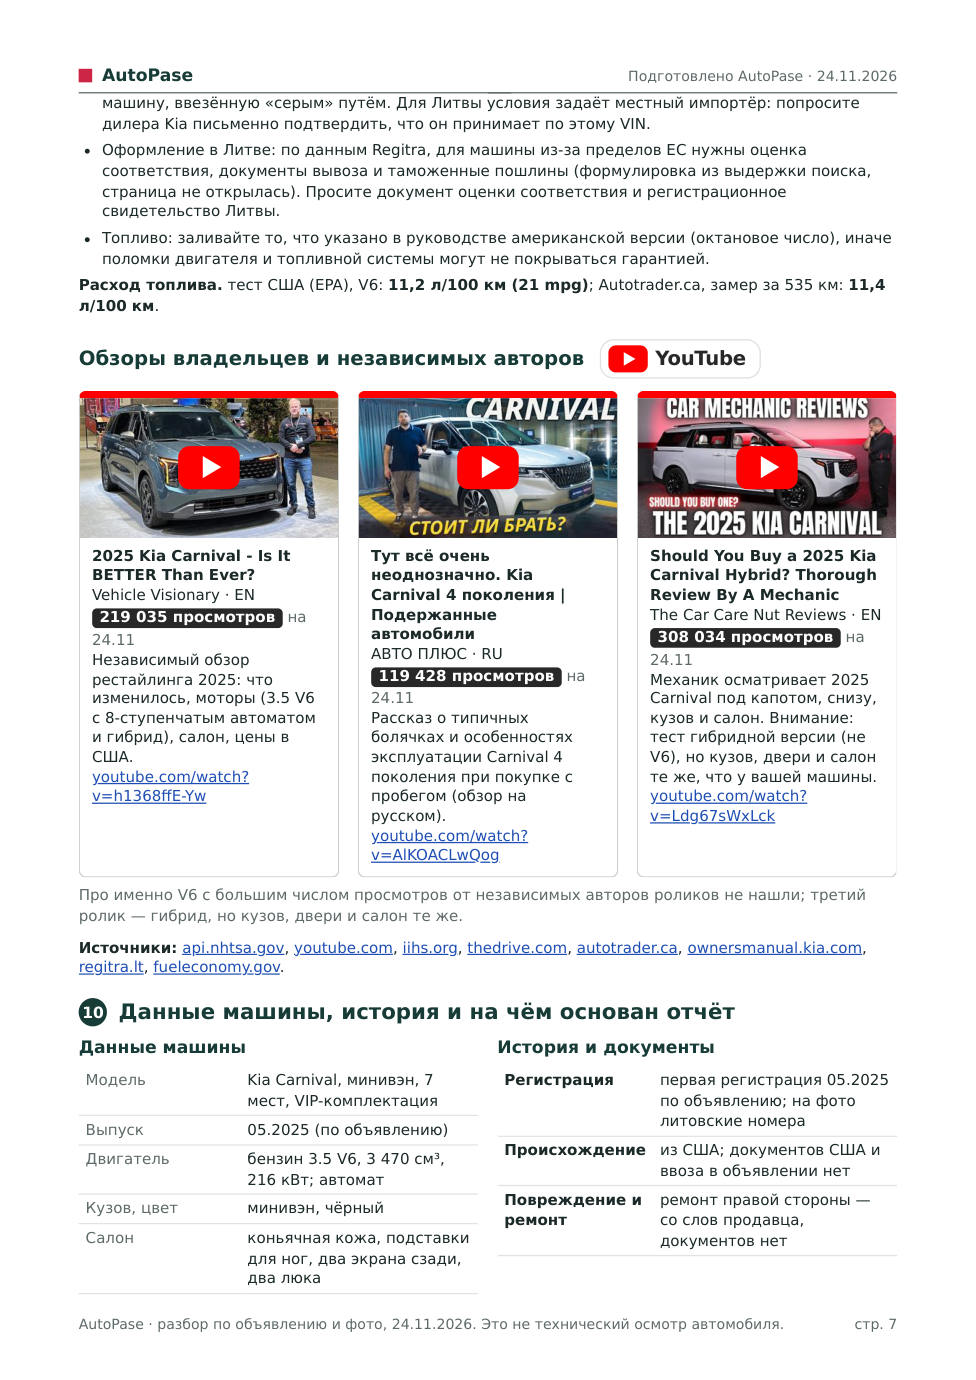 AutoPase
Подготовлено AutoPase · 24.11.2026
машину, ввезённую «серым» путём. Для Литвы условия задаёт местный импортёр: попросите
дилера Kia письменно подтвердить, что он принимает по этому VIN.
• Оформление в Литве: по данным Regitra, для машины из-за пределов ЕС нужны оценка
соответствия, документы вывоза и таможенные пошлины (формулировка из выдержки поиска,
страница не открылась). Просите документ оценки соответствия и регистрационное
свидетельство Литвы.
• Топливо: заливайте то, что указано в руководстве американской версии (октановое число), иначе
поломки двигателя и топливной системы могут не покрываться гарантией.
Расход топлива. тест США (EPA), V6: 11,2 л/100 км (21 mpg); Autotrader.ca, замер за 535 км: 11,4
л/100 км.
Обзоры владельцев и независимых авторов
YouTube
2025 Kia Carnival - Is It
BETTER Than Ever?
Vehicle Visionary · EN
219 035 просмотров на
24.11
Независимый обзор
рестайлинга 2025: что
изменилось, моторы (3.5 V6
с 8-ступенчатым автоматом
и гибрид), салон, цены в
США.
youtube.com/watch?
v=h1368ffE-Yw
CARNIVAL
СТОИТ ЛИ БРАТЬ?
Тут всё очень
неоднозначно. Kia
Carnival 4 поколения |
Подержанные
автомобили
АВТО ПЛЮС · RU
119 428 просмотров на
24.11
Рассказ о типичных
болячках и особенностях
эксплуатации Carnival 4
поколения при покупке с
пробегом (обзор на
русском).
youtube.com/watch?
v=AlKOACLwQog
CAR MECHANIC REVIEWS
SHOULD YOU BUY ONE?
THE 2025 KIA CARNIVAL
Should You Buy a 2025 Kia
Carnival Hybrid? Thorough
Review By A Mechanic
The Car Care Nut Reviews · EN
308 034 просмотров на
24.11
Механик осматривает 2025
Carnival под капотом, снизу,
кузов и салон. Внимание:
тест гибридной версии (не
V6), но кузов, двери и салон
те же, что у вашей машины.
youtube.com/watch?
v=Ldg67sWxLck
Про именно V6 с большим числом просмотров от независимых авторов роликов не нашли; третий
ролик — гибрид, но кузов, двери и салон те же.
Источники: api.nhtsa.gov, youtube.com, iihs.org, thedrive.com, autotrader.ca, ownersmanual.kia.com,
regitra.lt, fueleconomy.gov.
10 Данные машины, история и на чём основан отчёт
Данные машины
Модель Kia Carnival, минивэн, 7
мест, VIP-комплектация
Выпуск 05.2025 (по объявлению)
Двигатель бензин 3.5 V6, 3 470 см³,
216 кВт; автомат
Кузов, цвет минивэн, чёрный
Салон коньячная кожа, подставки
для ног, два экрана сзади,
два люка
История и документы
Регистрация первая регистрация 05.2025
по объявлению; на фото
литовские номера
Происхождение из США; документов США и
ввоза в объявлении нет
Повреждение и ремонт правой стороны —
ремонт со слов продавца,
документов нет
AutoPase · разбор по объявлению и фото, 24.11.2026. Это не технический осмотр автомобиля.
стр. 7